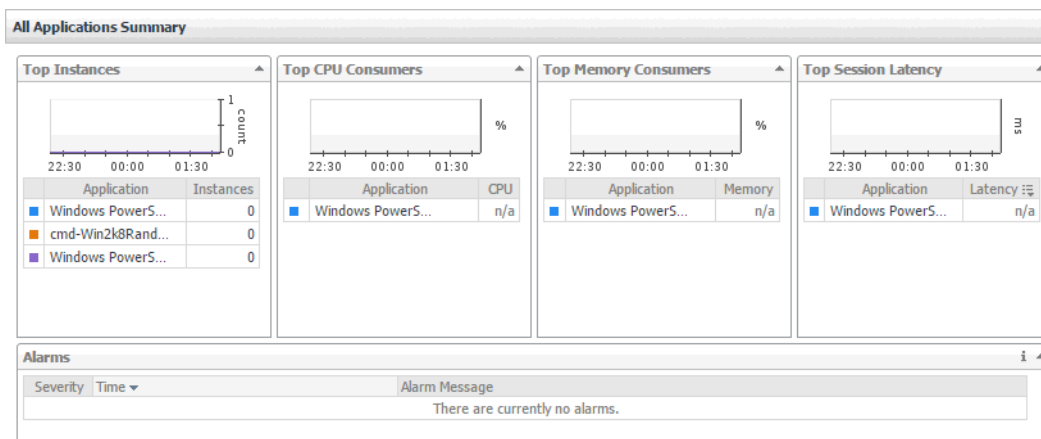 All Applications Summary
Top Instances
1
count
0
22:30 00:00 01:30
Application Instances
Windows PowerS... 0
cmd-Win2k8Rand... 0
Windows PowerS... 0
Top CPU Consumers
%
22:30 00:00 01:30
Application CPU
Windows PowerS... n/a
Top Memory Consumers
%
22:30 00:00 01:30
Application Memory
Windows PowerS... n/a
Top Session Latency
ms
22:30 00:00 01:30
Application Latency
Windows PowerS... n/a
Alarms
i
Severity Time Alarm Message
There are currently no alarms.